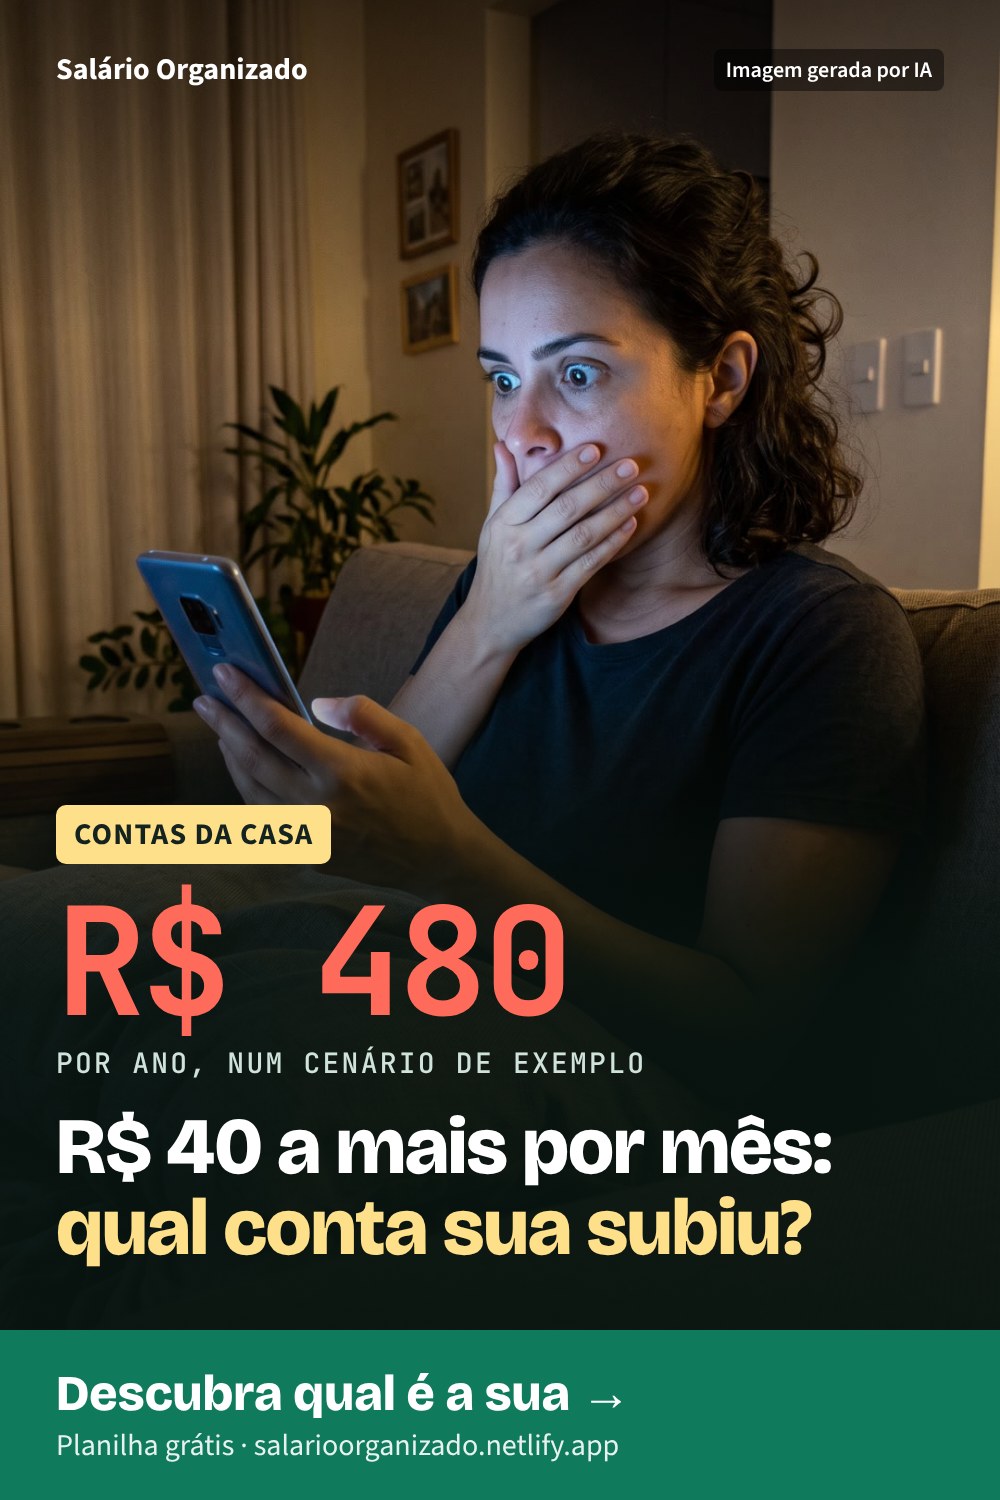 Salário Organizado
Imagem gerada por IA
CONTAS DA CASA
R$ 480
POR ANO, NUM CENÁRIO DE EXEMPLO
R$ 40 a mais por mês:
qual conta sua subiu?
Descubra qual é a sua →
Planilha grátis · salarioorganizado.netlify.app